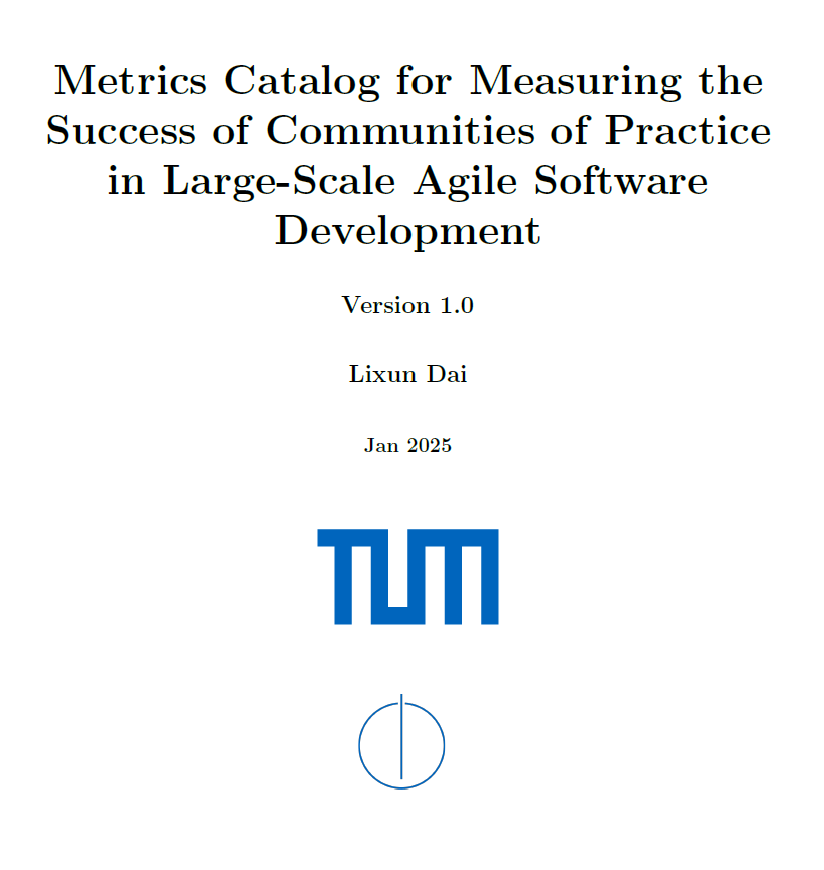 Metrics Catalog for Measuring the
Success of Communities of Practice
in Large-Scale Agile Software
Development
Version 1.0
Lixun Dai
Jan 2025
TUM